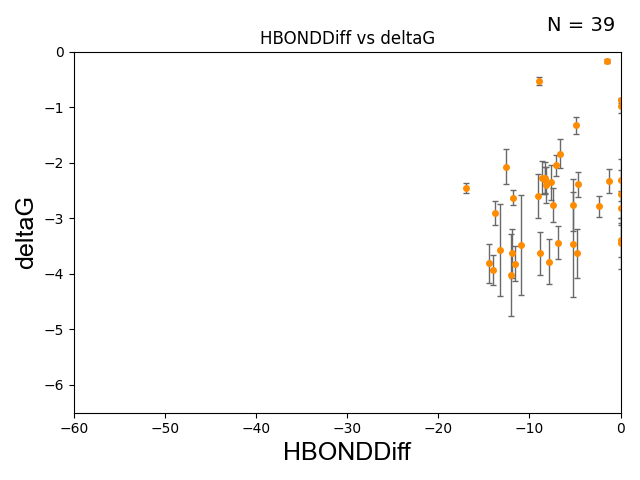 N = 39
HBONDDiff vs deltaG
0
−1
−2
−3
−4
−5
−6
deltaG
−60 −50 −40 −30 −20 −10 0
HBONDDiff